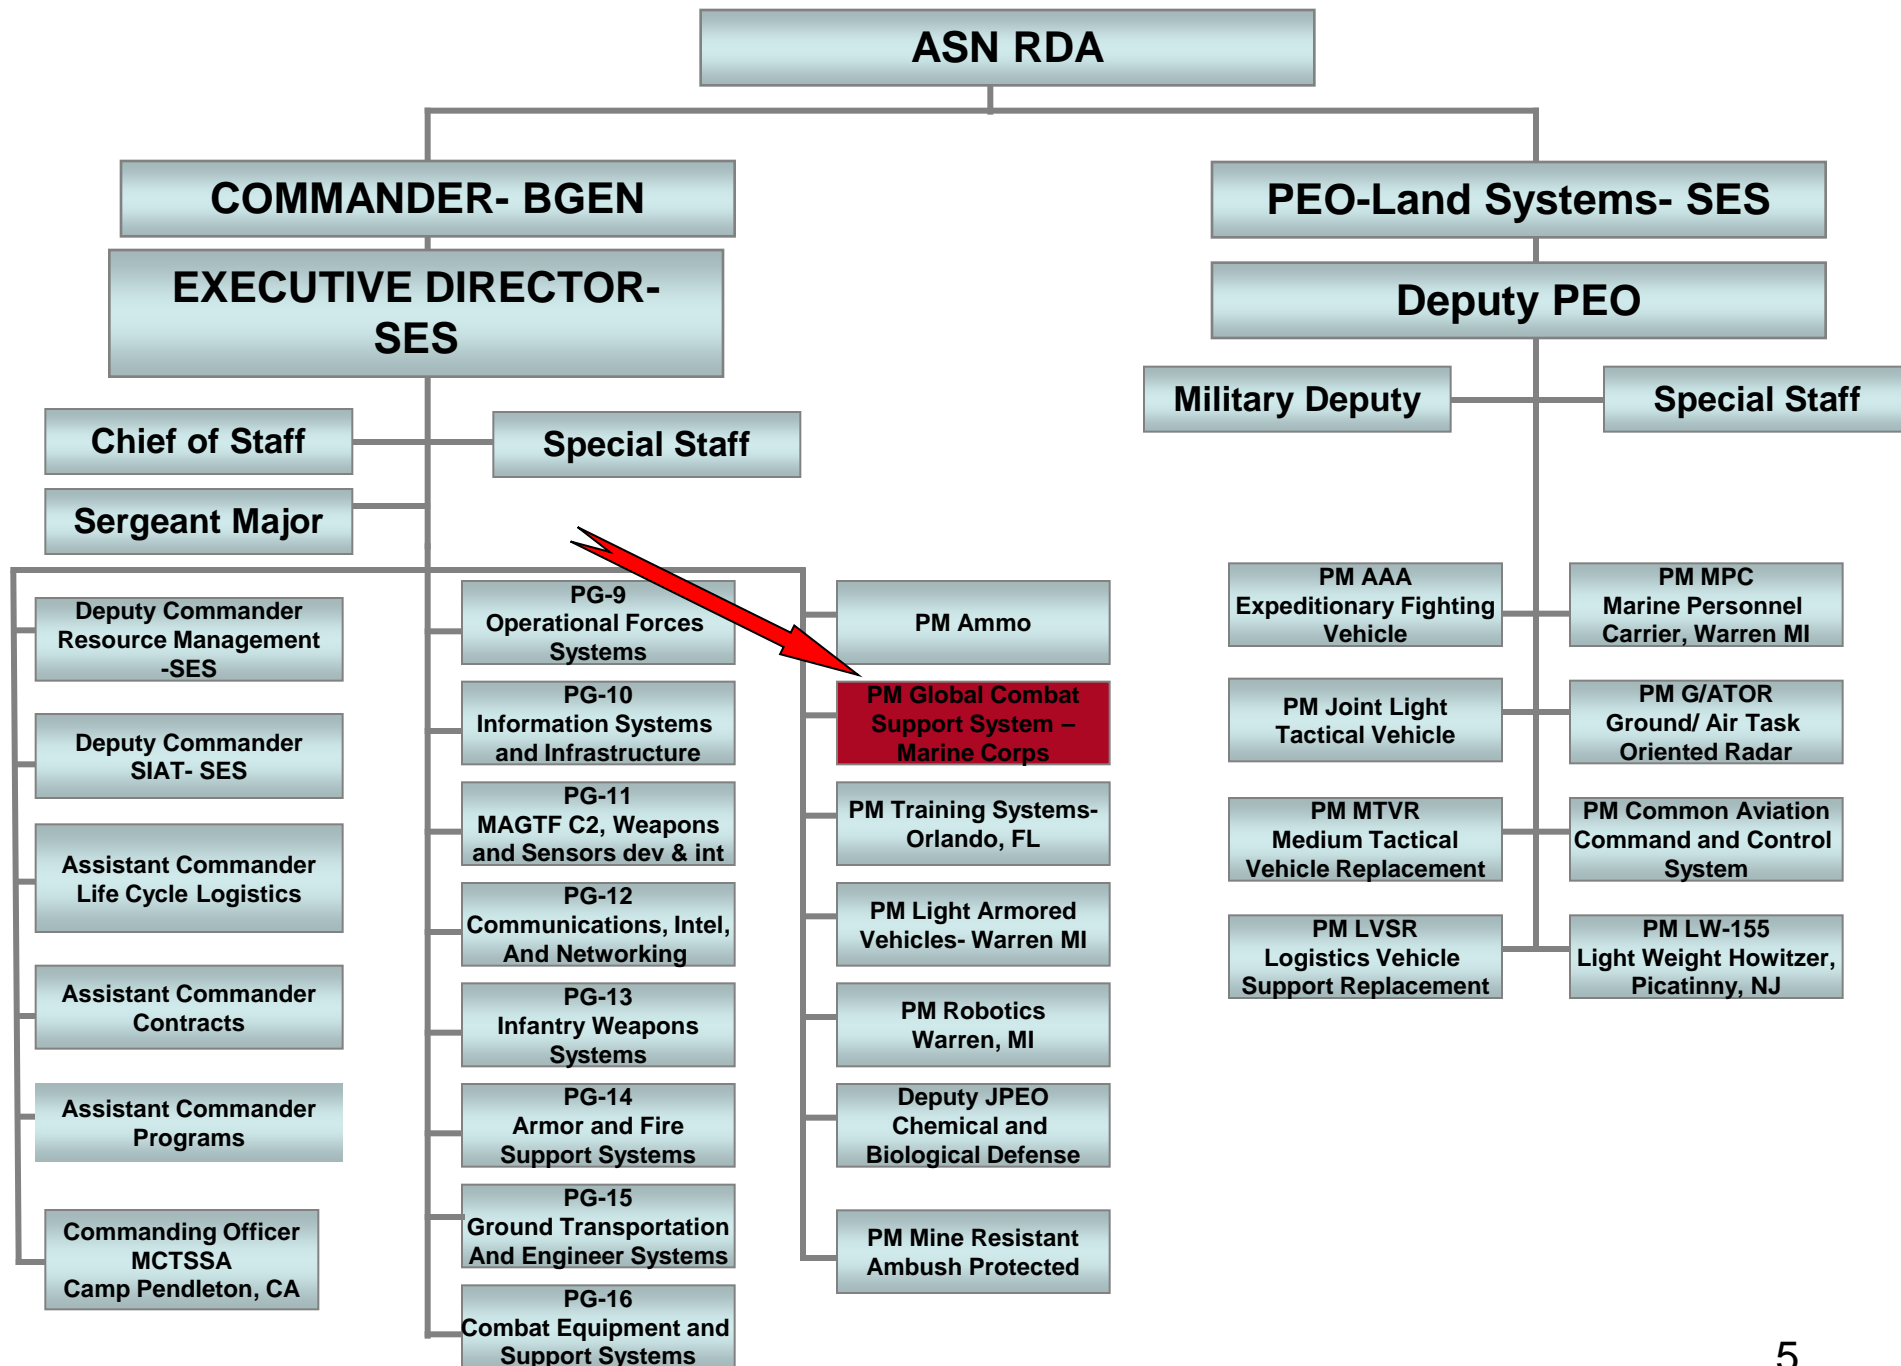 ASN RDA
COMMANDER- BGEN
EXECUTIVE DIRECTOR-
SES
Chief of Staff
Special Staff
Sergeant Major
Deputy Commander
Resource Management
-SES
Deputy Commander
SIAT- SES
Assistant Commander
Life Cycle Logistics
Assistant Commander
Contracts
Assistant Commander
Programs
Commanding Officer
MCTSSA
Camp Pendleton, CA
PG-9
Operational Forces
Systems
PG-10
Information Systems
and Infrastructure
PG-11
MAGTF C2, Weapons
and Sensors dev & int
PG-12
Communications, Intel,
And Networking
PG-13
Infantry Weapons
Systems
PG-14
Armor and Fire
Support Systems
PG-15
Ground Transportation
And Engineer Systems
PG-16
Combat Equipment and
Support Systems
PM Ammo
PM Global Combat
Support System –
Marine Corps
PM Training Systems-
Orlando, FL
PM Light Armored
Vehicles- Warren MI
PM Robotics
Warren, MI
Deputy JPEO
Chemical and
Biological Defense
PM Mine Resistant
Ambush Protected
PEO-Land Systems- SES
Deputy PEO
Military Deputy
Special Staff
PM AAA
Expeditionary Fighting
Vehicle
PM Joint Light
Tactical Vehicle
PM MTVR
Medium Tactical
Vehicle Replacement
PM LVSR
Logistics Vehicle
Support Replacement
PM MPC
Marine Personnel
Carrier, Warren MI
PM G/ATOR
Ground/ Air Task
Oriented Radar
PM Common Aviation
Command and Control
System
PM LW-155
Light Weight Howitzer,
Picatinny, NJ
5